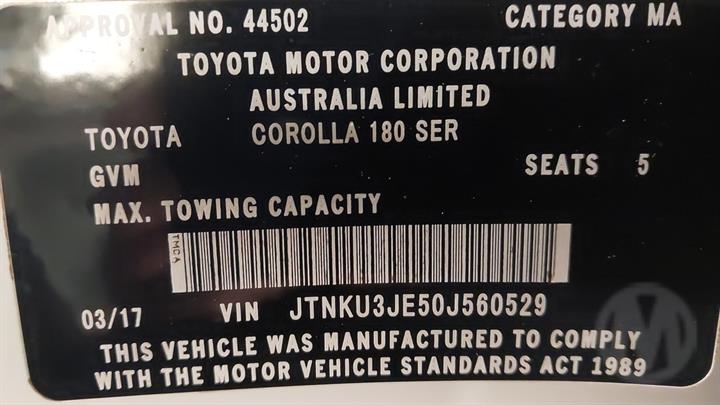 APPROVAL NO. 44502 CATEGORY MA
TOYOTA MOTOR CORPORATION
AUSTRALIA LIMITED
TOYOTA COROLLA 180 SER
GVM SEATS 5
MAX. TOWING CAPACITY
TMCA
03/17 VIN JTNKU3JE50J560529
THIS VEHICLE WAS MANUFACTURED TO COMPLY
WITH THE MOTOR VEHICLE STANDARDS ACT 1989